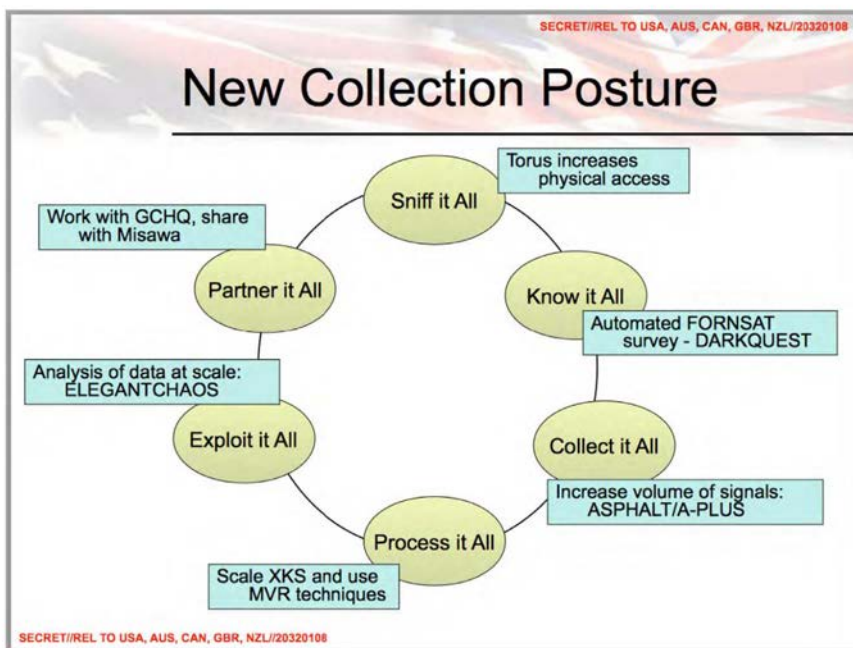 SECRET//REL TO USA, AUS, CAN, GBR, NZL//20320108
New Collection Posture
Sniff it All
Torus increases
physical access
Know it All
Automated FORNSAT
survey - DARKQUEST
Collect it All
Increase volume of signals:
ASPHALT/A-PLUS
Process it All
Scale XKS and use
MVR techniques
Exploit it All
Analysis of data at scale:
ELEGANTCHAOS
Partner it All
Work with GCHQ, share
with Misawa
SECRET//REL TO USA, AUS, CAN, GBR, NZL//20320108